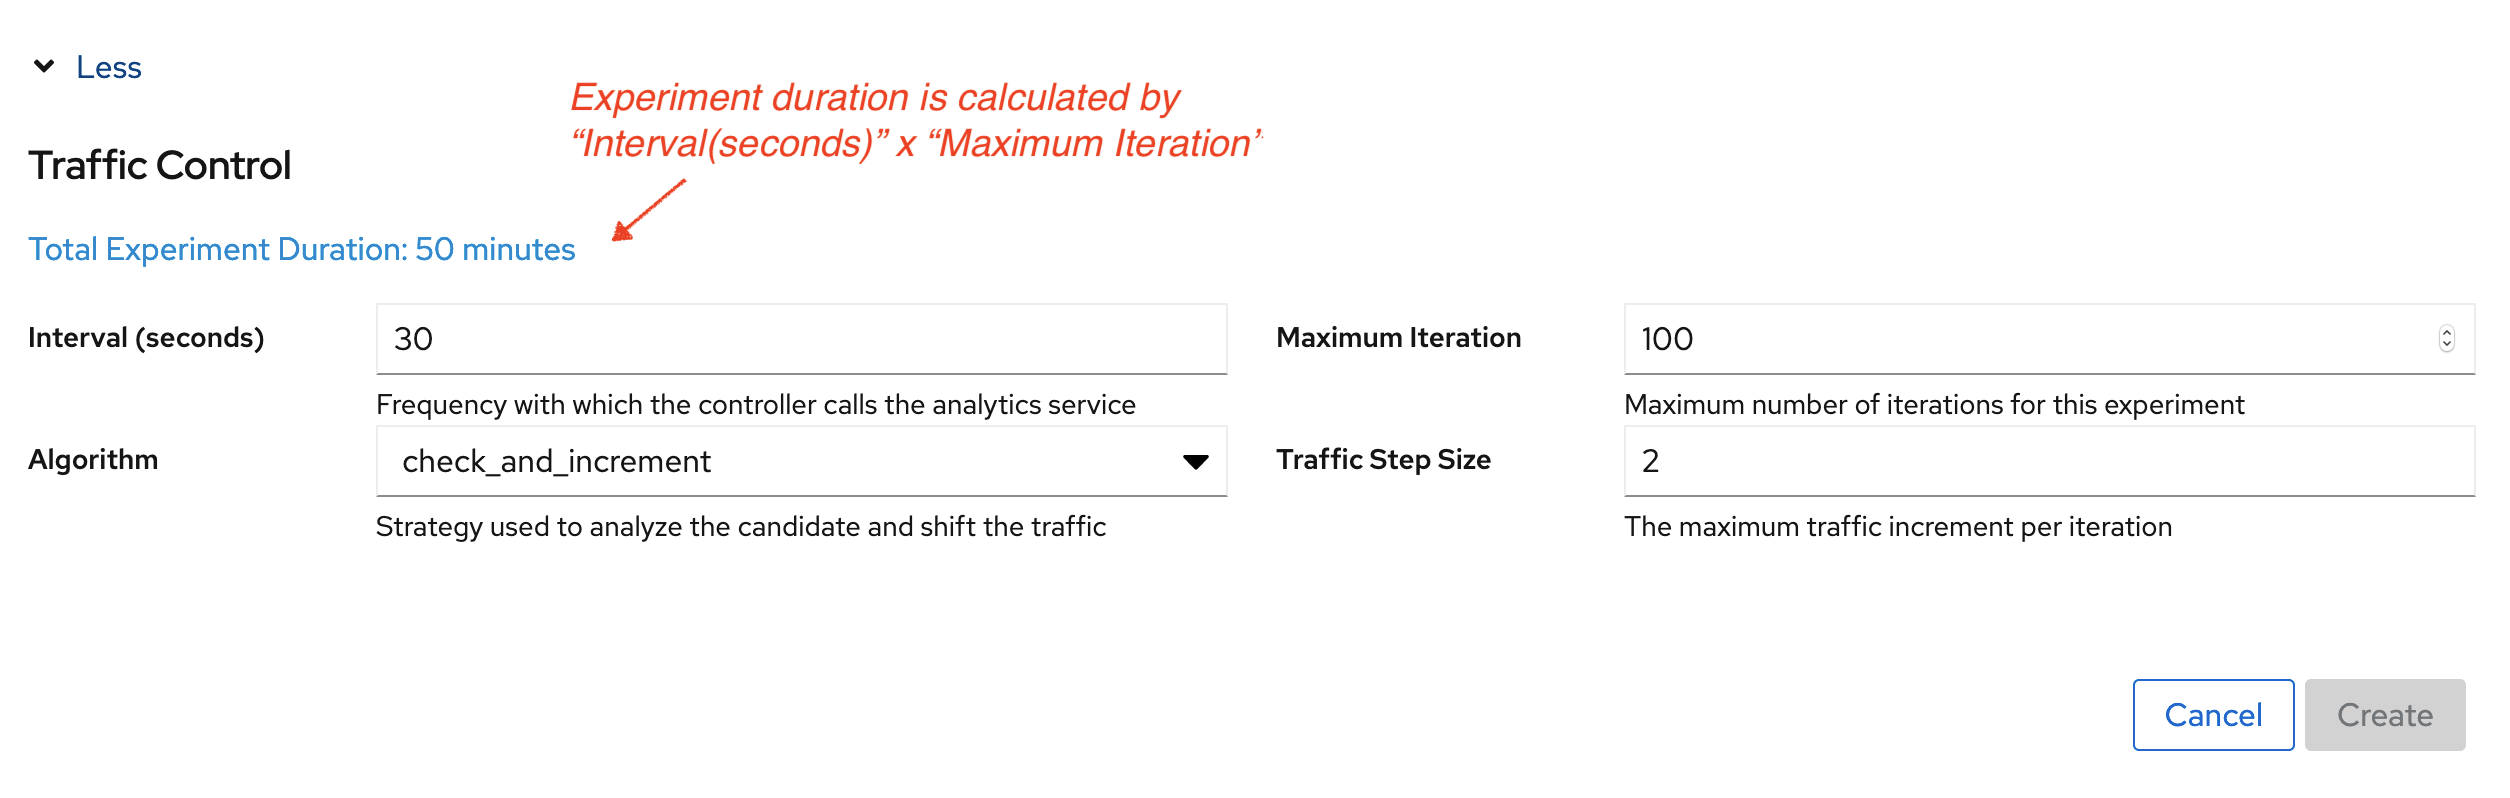 Less
Experiment duration is calculated by
“Interval(seconds)” x “Maximum Iteration”
Traffic Control
Total Experiment Duration: 50 minutes
Interval (seconds)
30
Maximum Iteration
100
Frequency with which the controller calls the analytics service
Maximum number of iterations for this experiment
Algorithm
check_and_increment
Traffic Step Size
2
Strategy used to analyze the candidate and shift the traffic
The maximum traffic increment per iteration
Cancel
Create